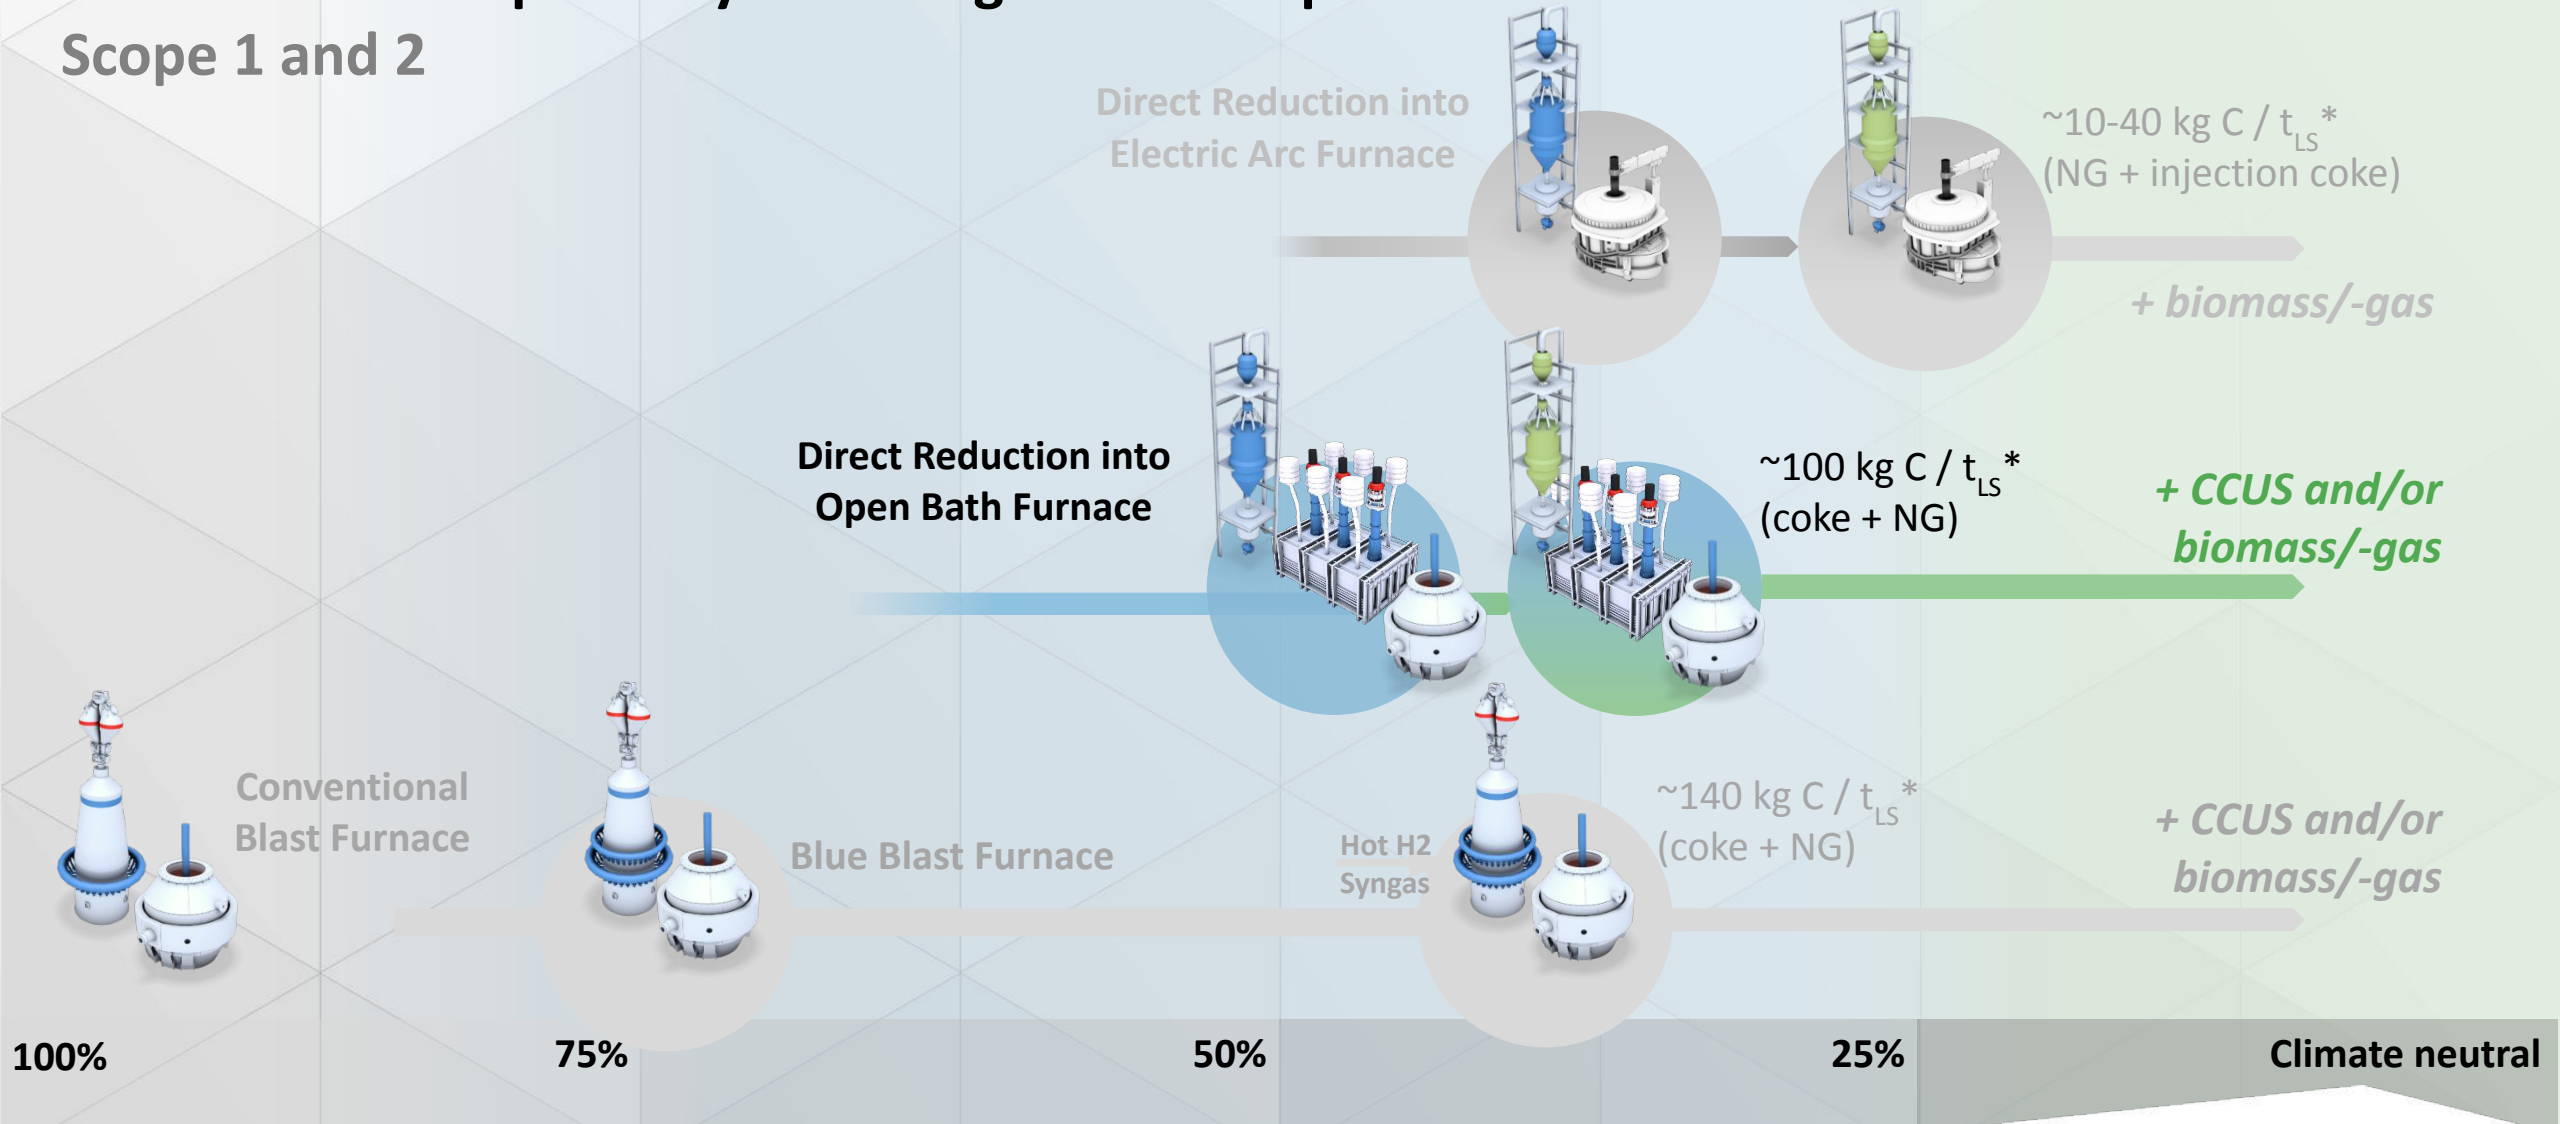 Scope 1 and 2
Direct Reduction into
Electric Arc Furnace
~10-40 kg C / tLS*
(NG + injection coke)
+ biomass/-gas
Direct Reduction into
Open Bath Furnace
~100 kg C / tLS*
(coke + NG)
+ CCUS and/or
biomass/-gas
Conventional
Blast Furnace
Blue Blast Furnace
Hot H2
Syngas
~140 kg C / tLS*
(coke + NG)
+ CCUS and/or
biomass/-gas
100%
75%
50%
25%
Climate neutral